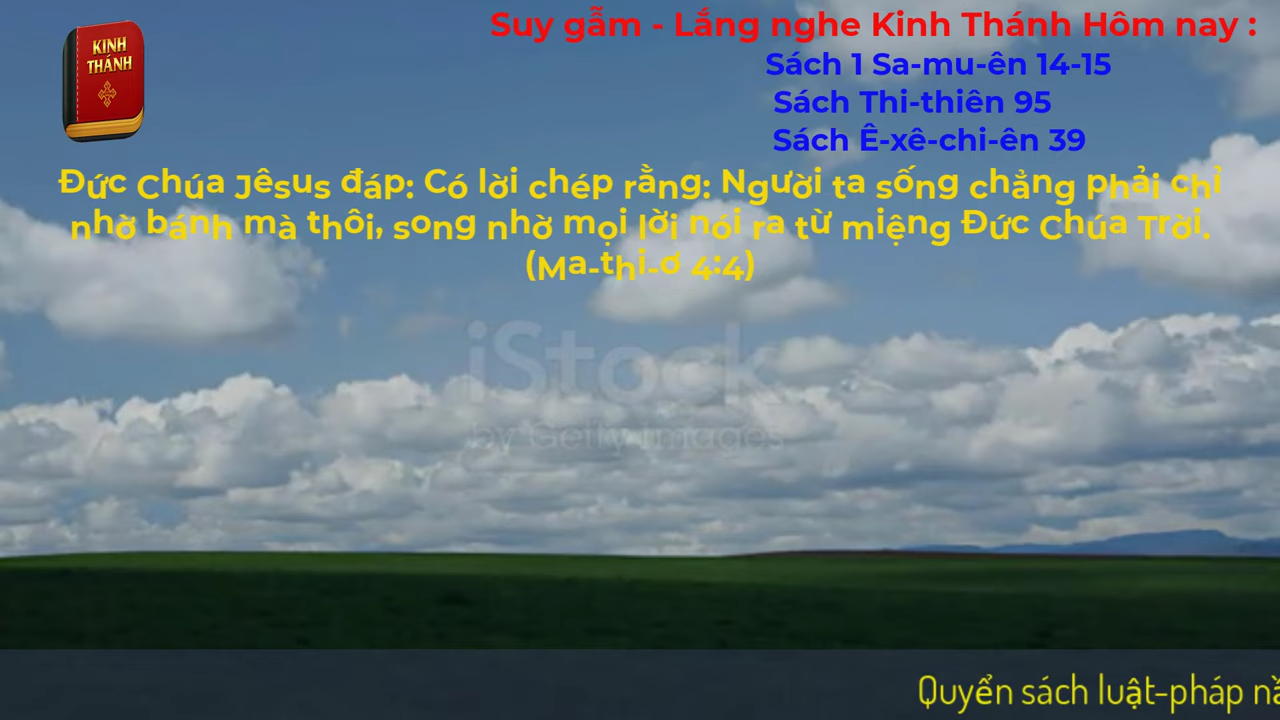 KINH
THÁNH
Suy gẫm - Lắng nghe Kinh Thánh Hôm nay :
Sách 1 Sa-mu-ên 14-15
Sách Thi-thiên 95
Sách Ê-xê-chi-ên 39
Đức Chúa Jêsus đáp: Có lời chép rằng: Người ta sống chẳng phải chỉ
nhờ bánh mà thôi, song nhờ mọi lời nói ra từ miệng Đức Chúa Trời.
(Ma-thi-ơ 4:4)
iStock
by Getty Images
Quyển sách luật-pháp